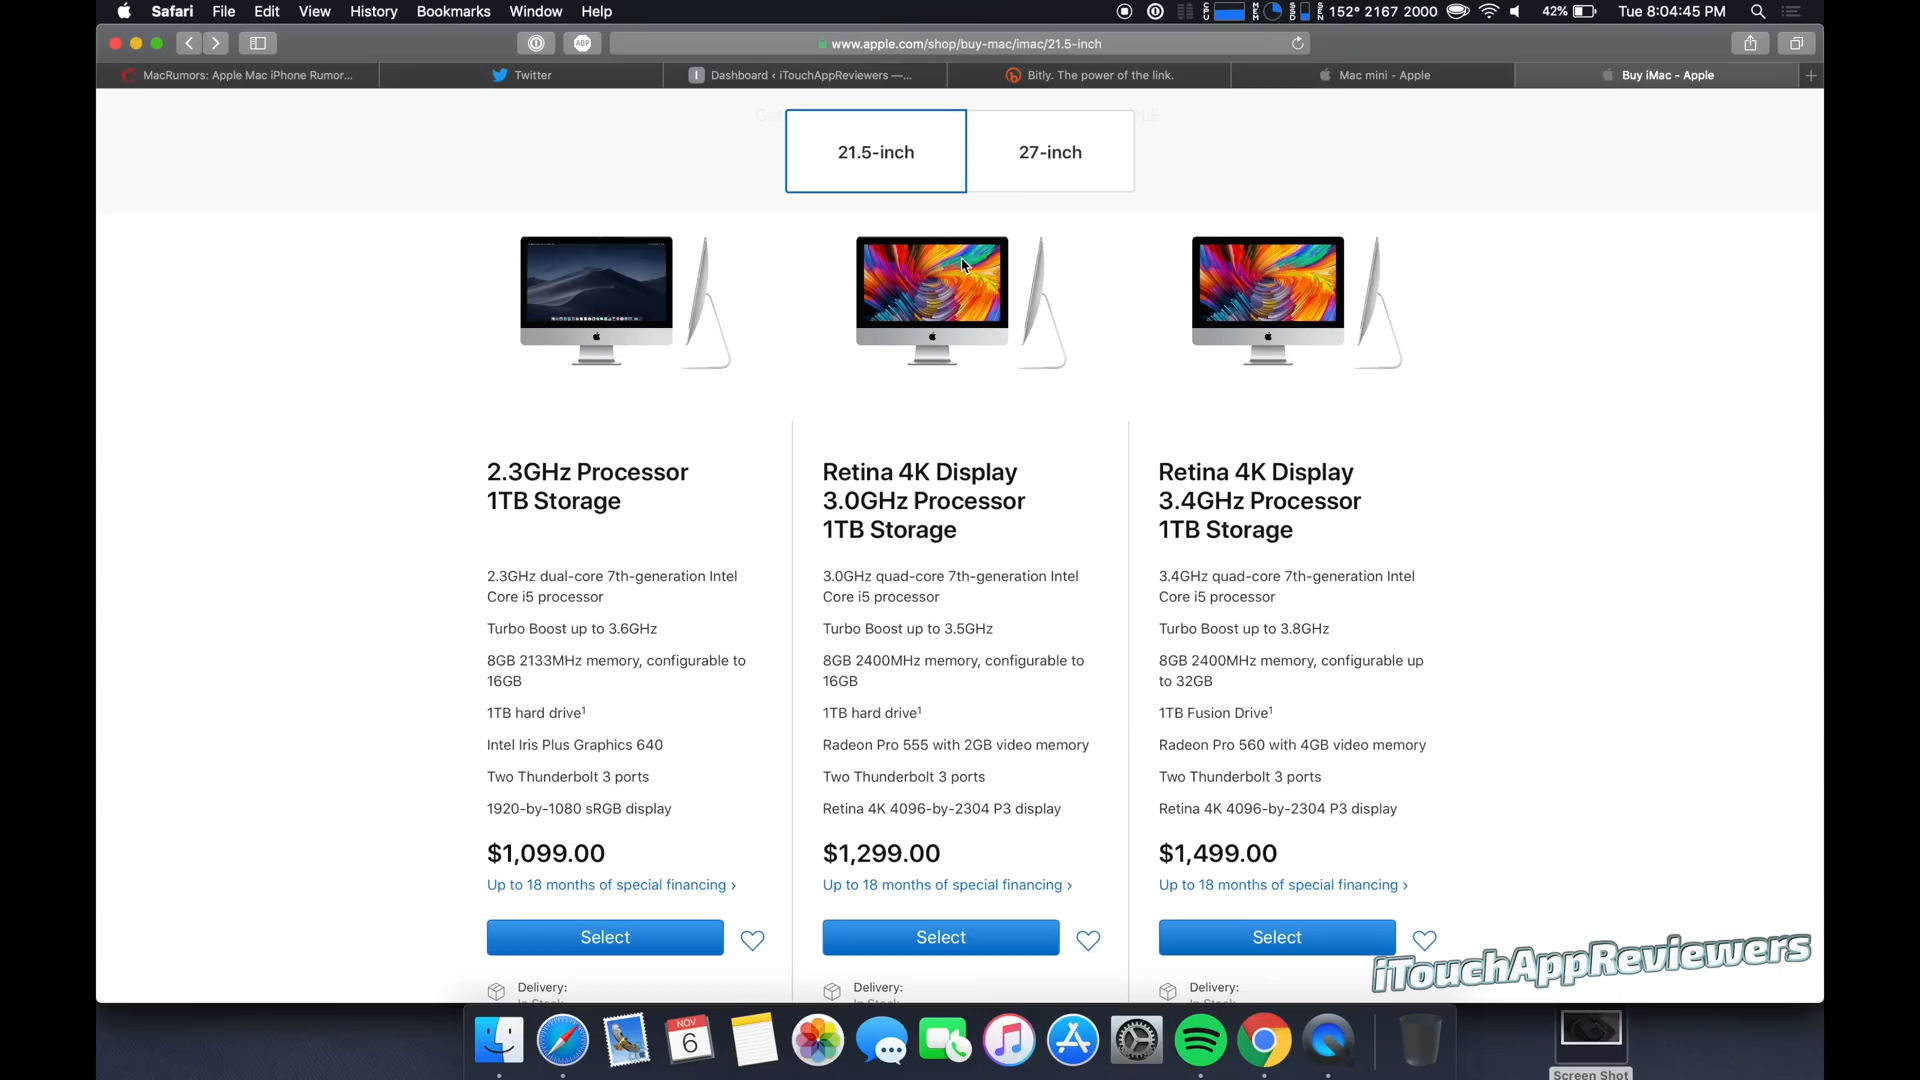 Safari File Edit View History Bookmarks Window Help 152° 2167 2000 42% Tue 8:04:45 PM
ABP www.apple.com/shop/buy-mac/imac/21.5-inch
MacRumors: Apple Mac iPhone Rumor... Twitter Dashboard ‹ iTouchAppReviewers —... Bitly. The power of the link. Mac mini - Apple Buy iMac - Apple
21.5-inch 27-inch
2.3GHz Processor
1TB Storage
2.3GHz dual-core 7th-generation Intel
Core i5 processor
Turbo Boost up to 3.6GHz
8GB 2133MHz memory, configurable to
16GB
1TB hard drive¹
Intel Iris Plus Graphics 640
Two Thunderbolt 3 ports
1920-by-1080 sRGB display
$1,099.00
Up to 18 months of special financing ›
Select
Delivery:
In Stock
Retina 4K Display
3.0GHz Processor
1TB Storage
3.0GHz quad-core 7th-generation Intel
Core i5 processor
Turbo Boost up to 3.5GHz
8GB 2400MHz memory, configurable to
16GB
1TB hard drive¹
Radeon Pro 555 with 2GB video memory
Two Thunderbolt 3 ports
Retina 4K 4096-by-2304 P3 display
$1,299.00
Up to 18 months of special financing ›
Select
Delivery:
In Stock
Retina 4K Display
3.4GHz Processor
1TB Storage
3.4GHz quad-core 7th-generation Intel
Core i5 processor
Turbo Boost up to 3.8GHz
8GB 2400MHz memory, configurable up
to 32GB
1TB Fusion Drive¹
Radeon Pro 560 with 4GB video memory
Two Thunderbolt 3 ports
Retina 4K 4096-by-2304 P3 display
$1,499.00
Up to 18 months of special financing ›
Select
Delivery:
In Stock
iTouchAppReviewers
NOV
6
Screen Shot